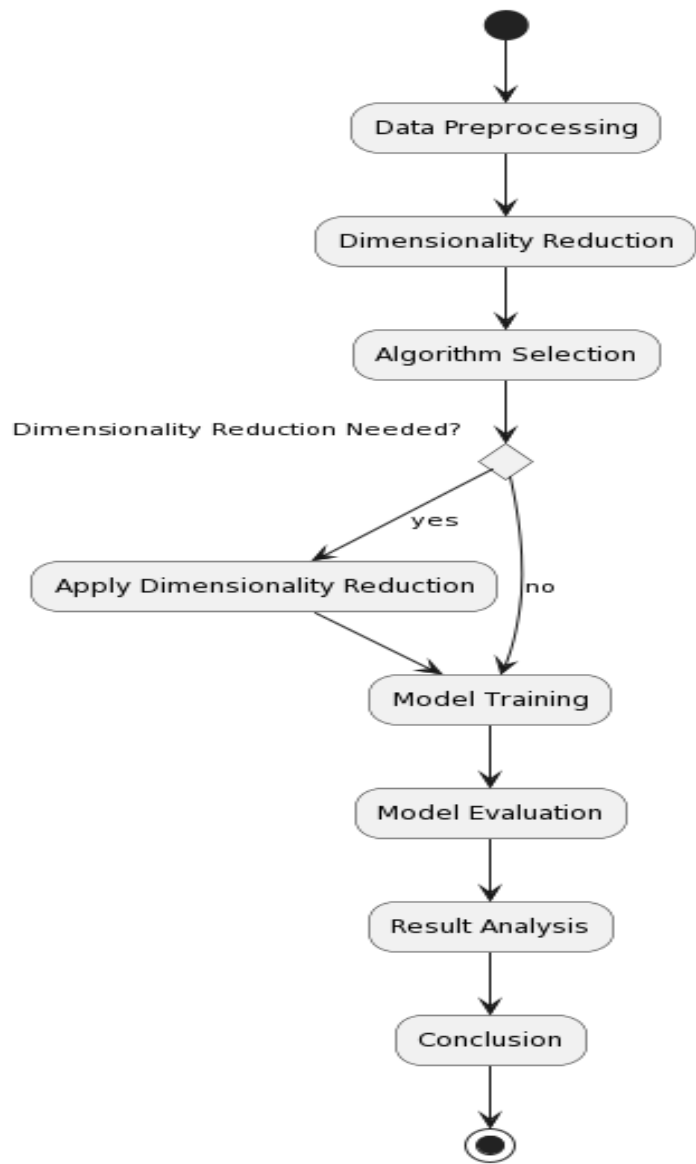 Data Preprocessing
Dimensionality Reduction
Algorithm Selection
Dimensionality Reduction Needed?
yes
Apply Dimensionality Reduction
no
Model Training
Model Evaluation
Result Analysis
Conclusion